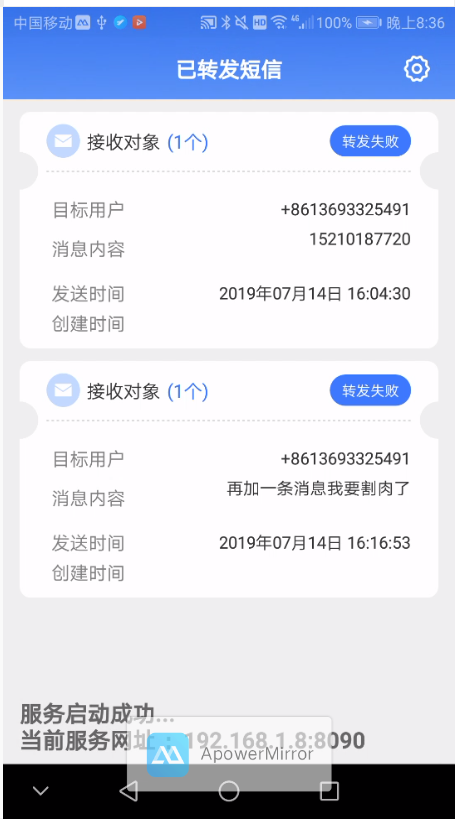 中国移动 HD 46 100% 晚上8:36
已转发短信
接收对象 (1个) 转发失败
目标用户 +8613693325491
消息内容 15210187720
发送时间 2019年07月14日 16:04:30
创建时间
接收对象 (1个) 转发失败
目标用户 +8613693325491
消息内容 再加一条消息我要割肉了
发送时间 2019年07月14日 16:16:53
创建时间
服务启动成功...
当前服务网址：192.168.1.8:8090
ApowerMirror